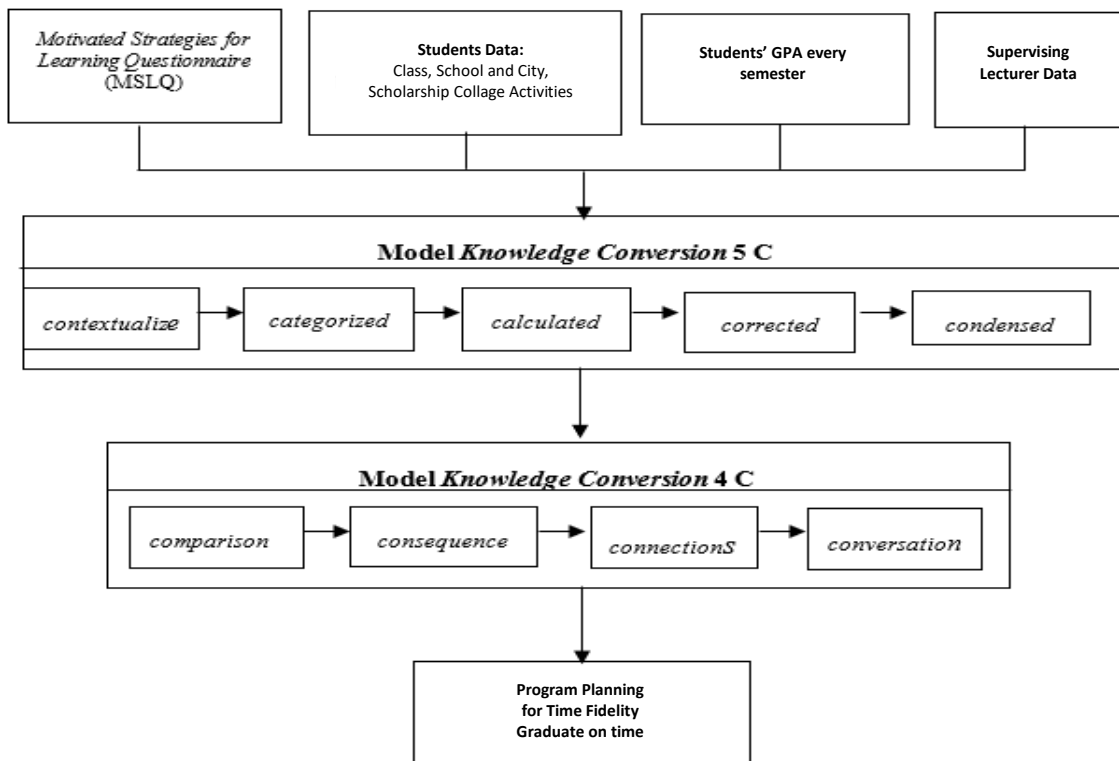 Motivated Strategies for
Learning Questionnaire
(MSLQ)
Students Data:
Class, School and City,
Scholarship Collage Activities
Students' GPA every
semester
Supervising
Lecturer Data
Model Knowledge Conversion 5 C
contextualize
categorized
calculated
corrected
condensed
Model Knowledge Conversion 4 C
comparison
consequence
connectionS
conversation
Program Planning
for Time Fidelity
Graduate on time